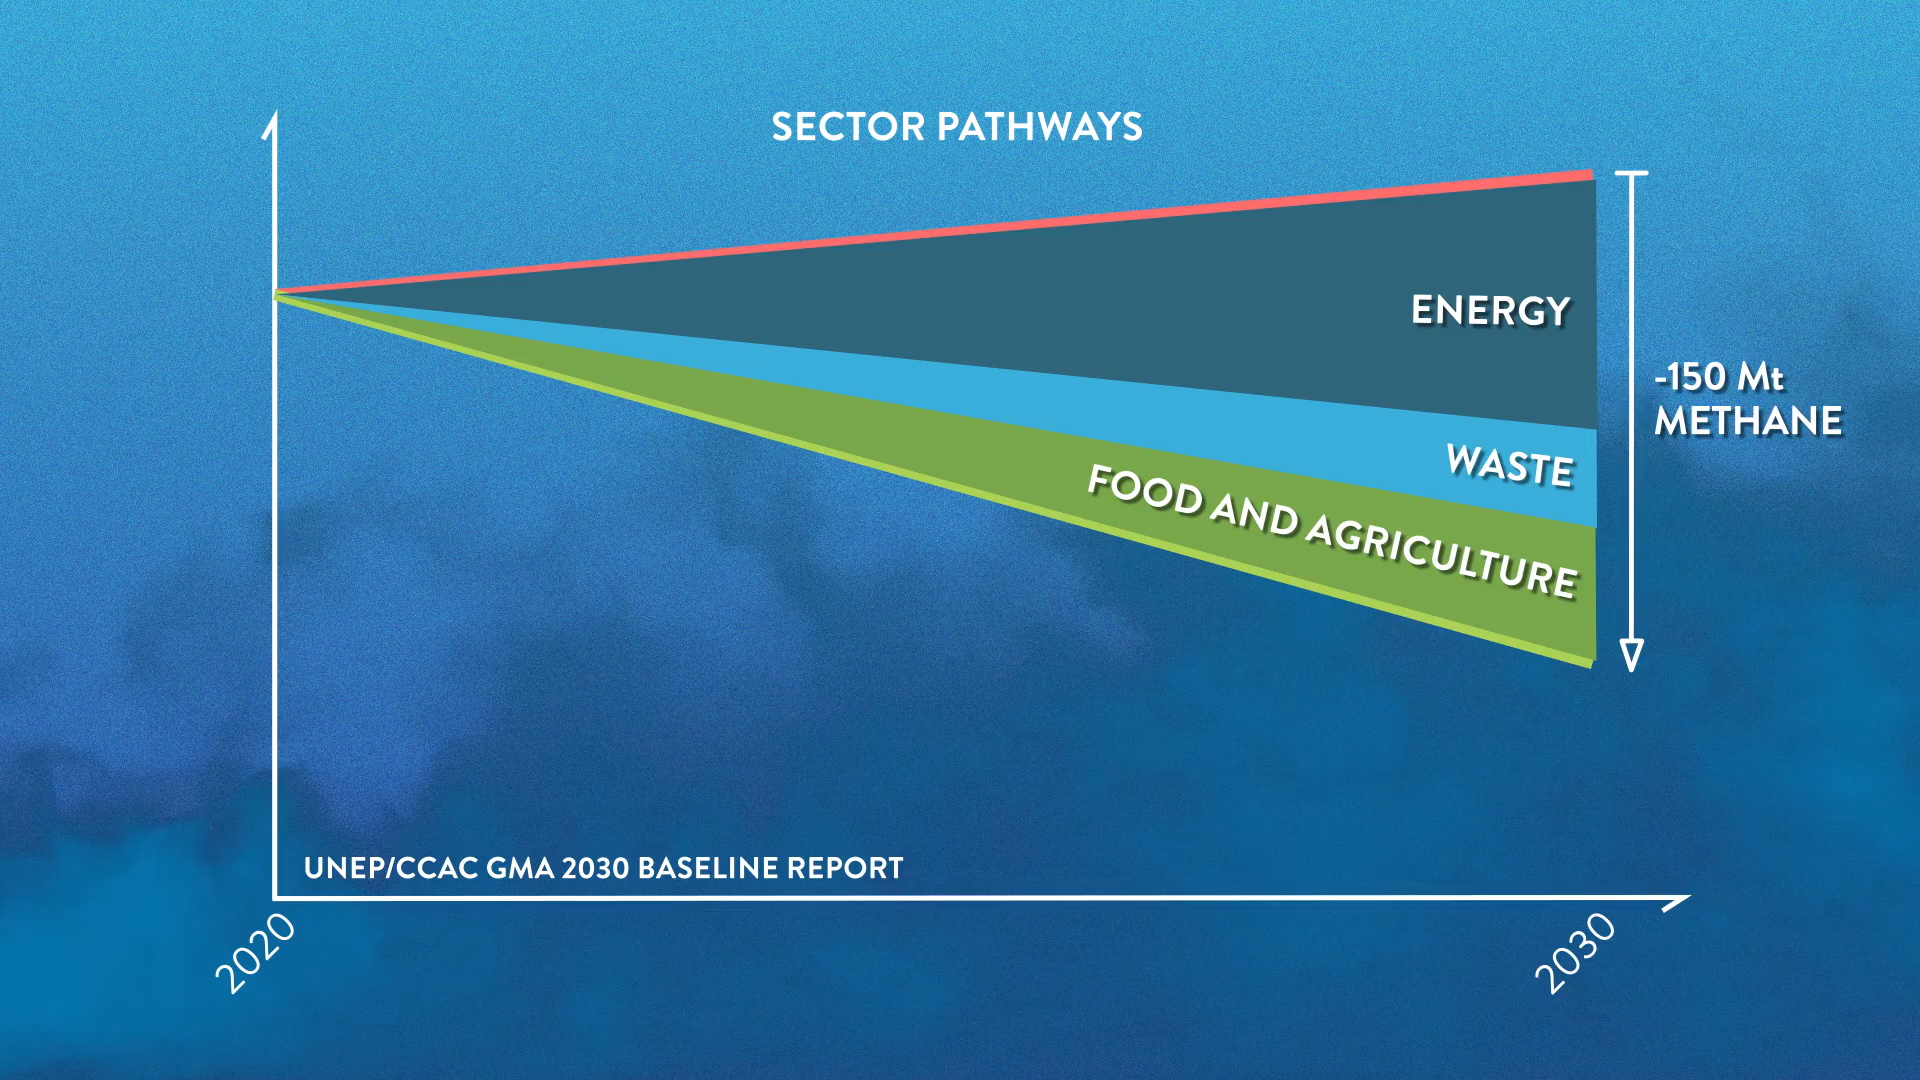 SECTOR PATHWAYS
ENERGY
-150 Mt
METHANE
WASTE
FOOD AND AGRICULTURE
UNEP/CCAC GMA 2030 BASELINE REPORT
2020
2030